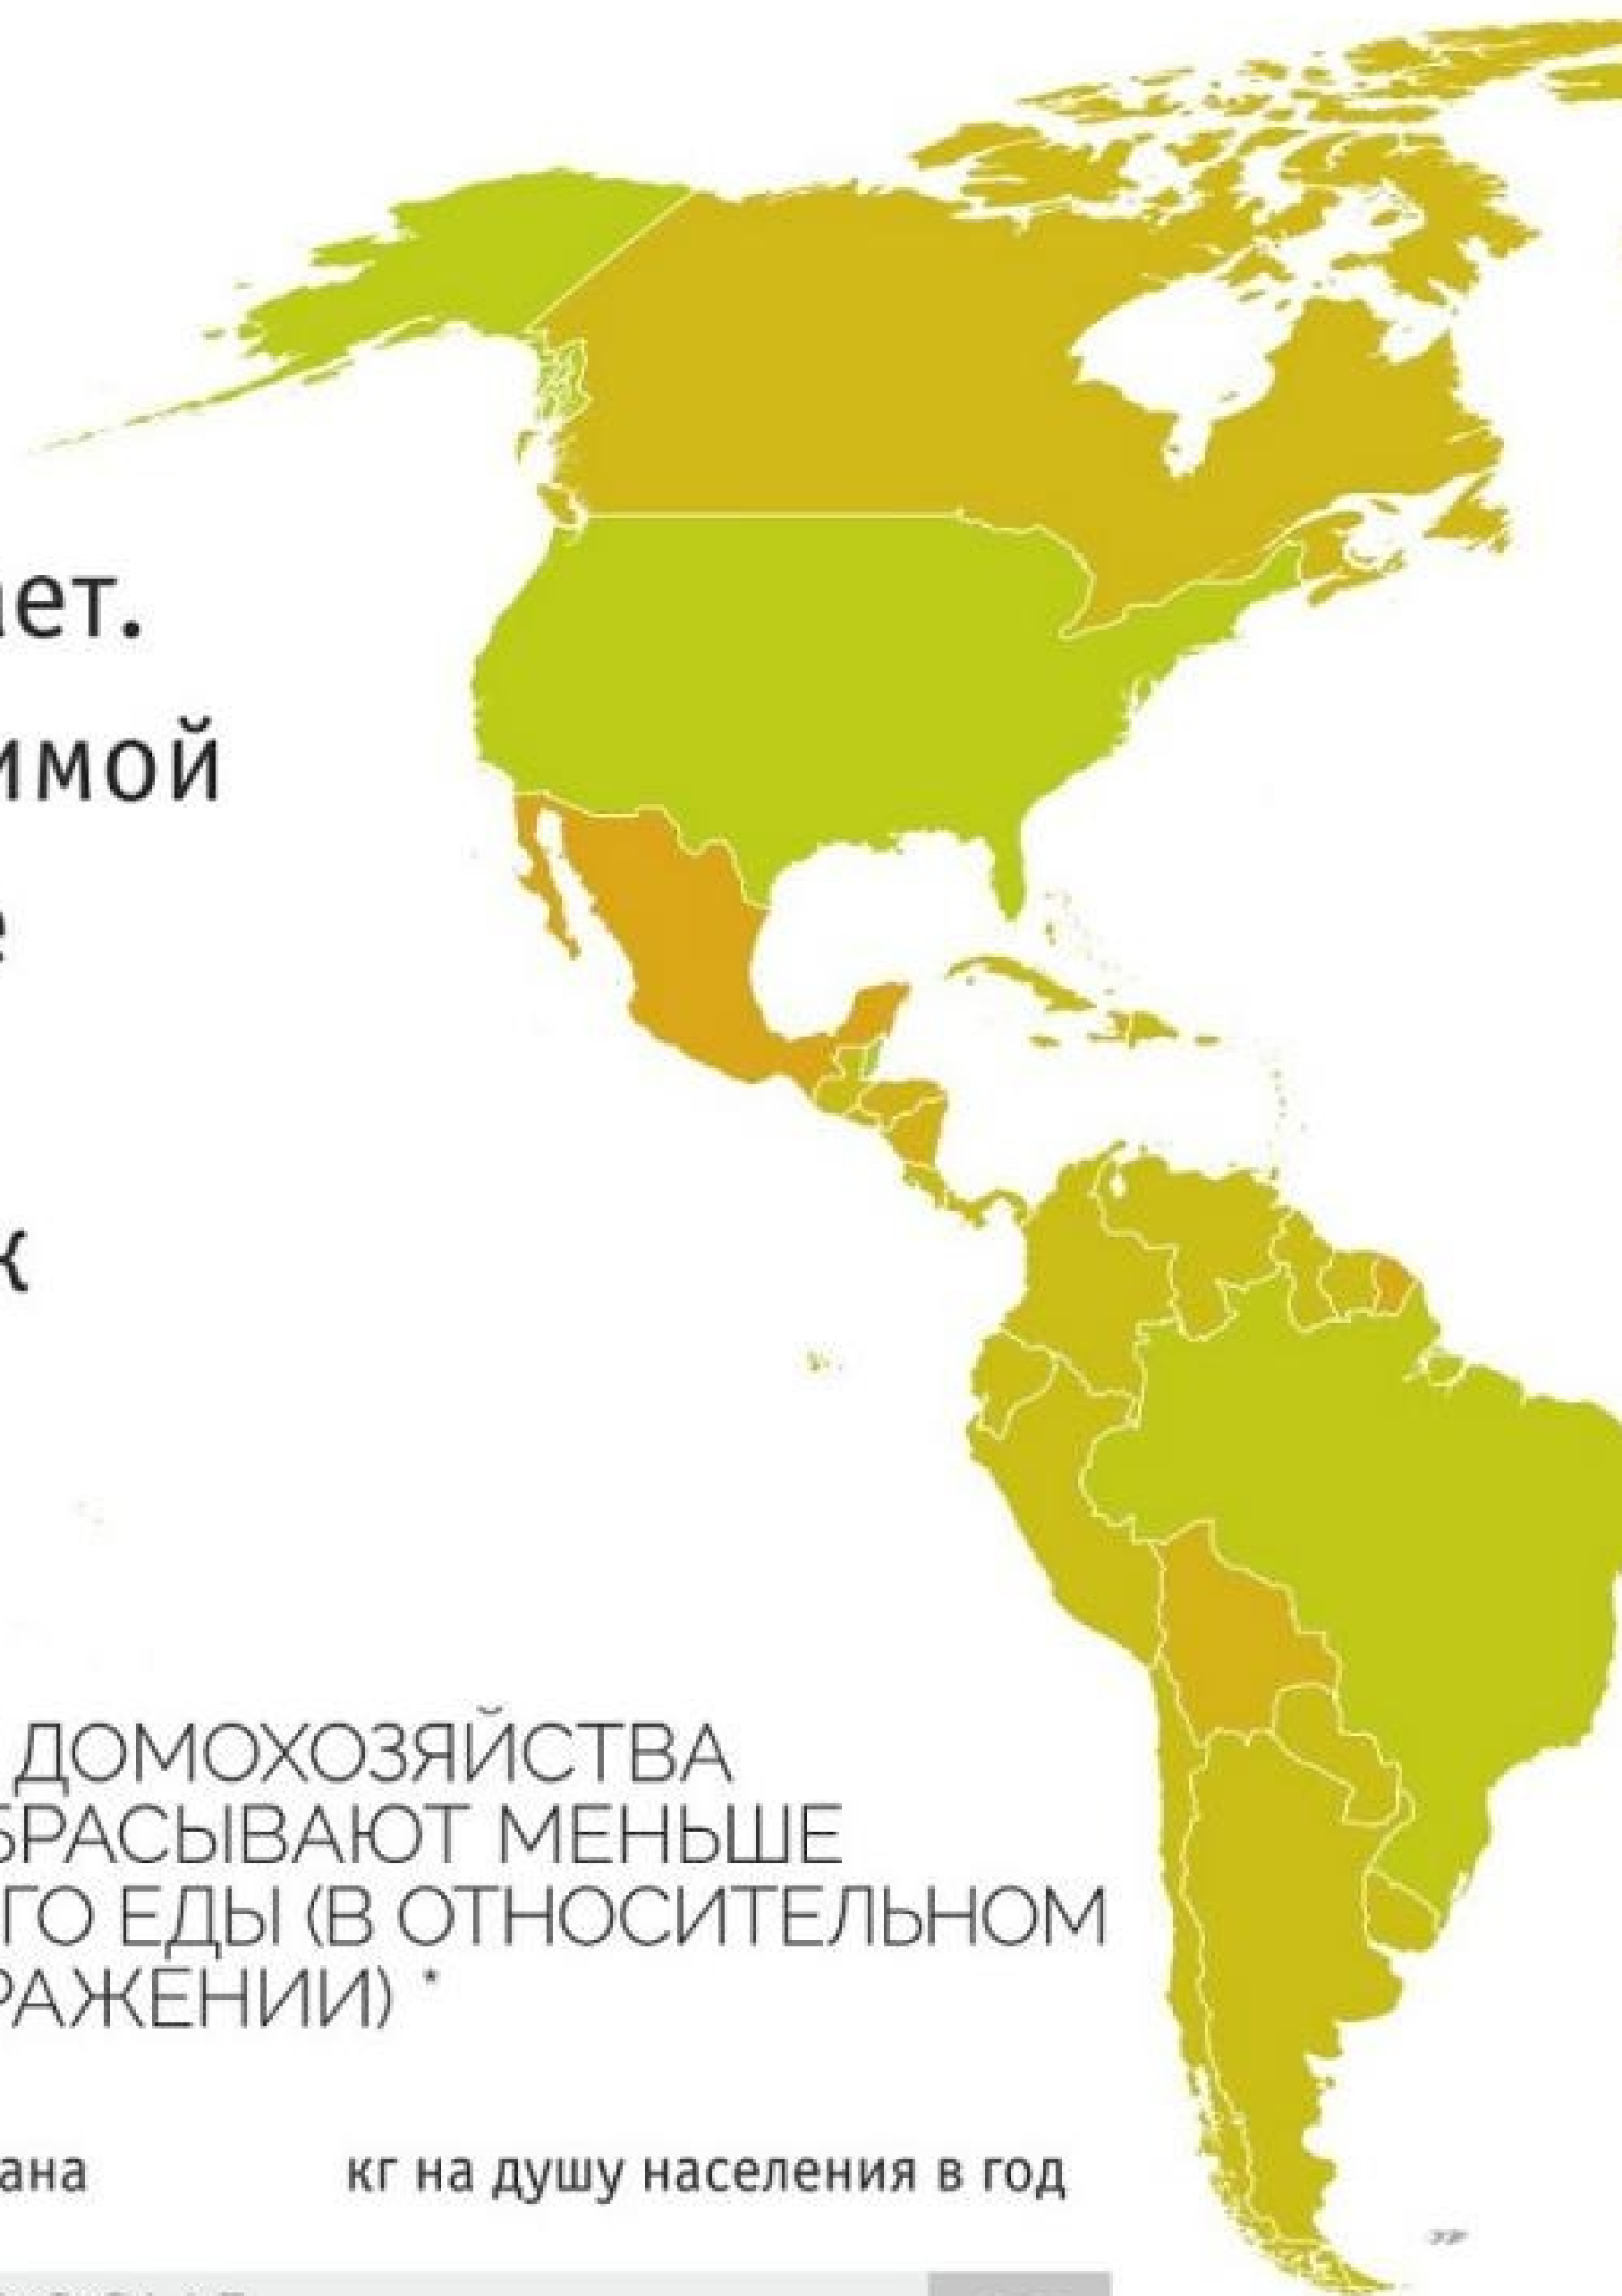 ает.
имой
е
к
ДОМОХОЗЯЙСТВА
БРАСЫВАЮТ МЕНЬШЕ
ГО ЕДЫ (В ОТНОСИТЕЛЬНОМ
РАЖЕНИИ) *
ана кг на душу населения в год